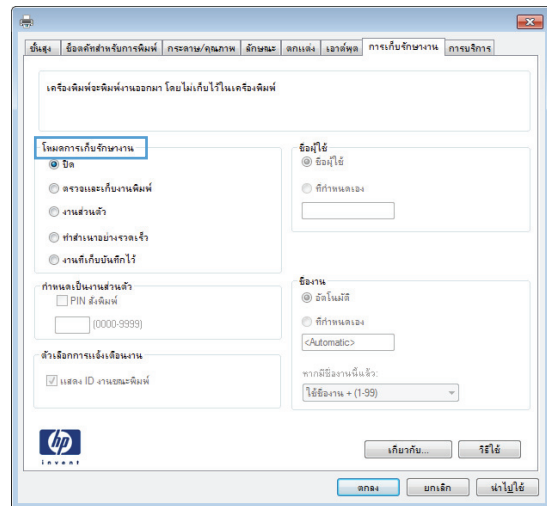 ขั้นสูง ช็อตคัทสำหรับการพิมพ์ กระดาษ/คุณภาพ ลักษณะ ตกแต่ง เอาต์พุต การเก็บรักษางาน การบริการ
เครื่องพิมพ์จะพิมพ์งานออกมา โดยไม่เก็บไว้ในเครื่องพิมพ์
โหมดการเก็บรักษางาน
ปิด
ตรวจและเก็บงานพิมพ์
งานส่วนตัว
ทำสำเนาอย่างรวดเร็ว
งานที่เก็บบันทึกไว้
ชื่อผู้ใช้
ชื่อผู้ใช้
ที่กำหนดเอง
กำหนดเป็นงานส่วนตัว
PIN สั่งพิมพ์
(0000-9999)
ตัวเลือกการแจ้งเตือนงาน
แสดง ID งานขณะพิมพ์
ชื่องาน
อัตโนมัติ
ที่กำหนดเอง
<Automatic>
หากมีชื่องานนี้แล้ว:
ใช้ชื่องาน + (1-99)
hp
invent
เกี่ยวกับ... วิธีใช้
ตกลง ยกเลิก นำไปใช้